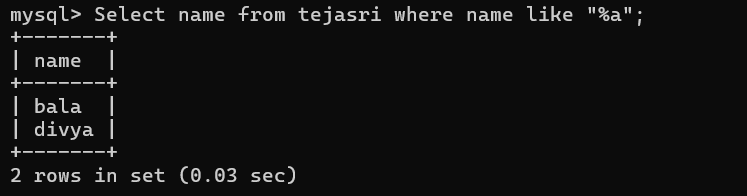 mysql> Select name from tejasri where name like "%a";
+-------+
| name  |
+-------+
| bala  |
| divya |
+-------+
2 rows in set (0.03 sec)